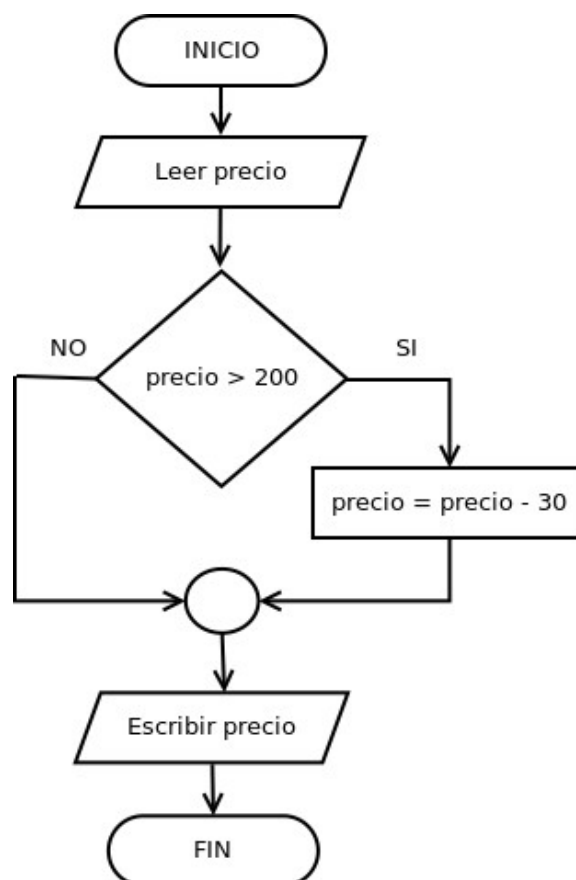 INICIO
Leer precio
NO
SI
precio > 200
precio = precio - 30
Escribir precio
FIN